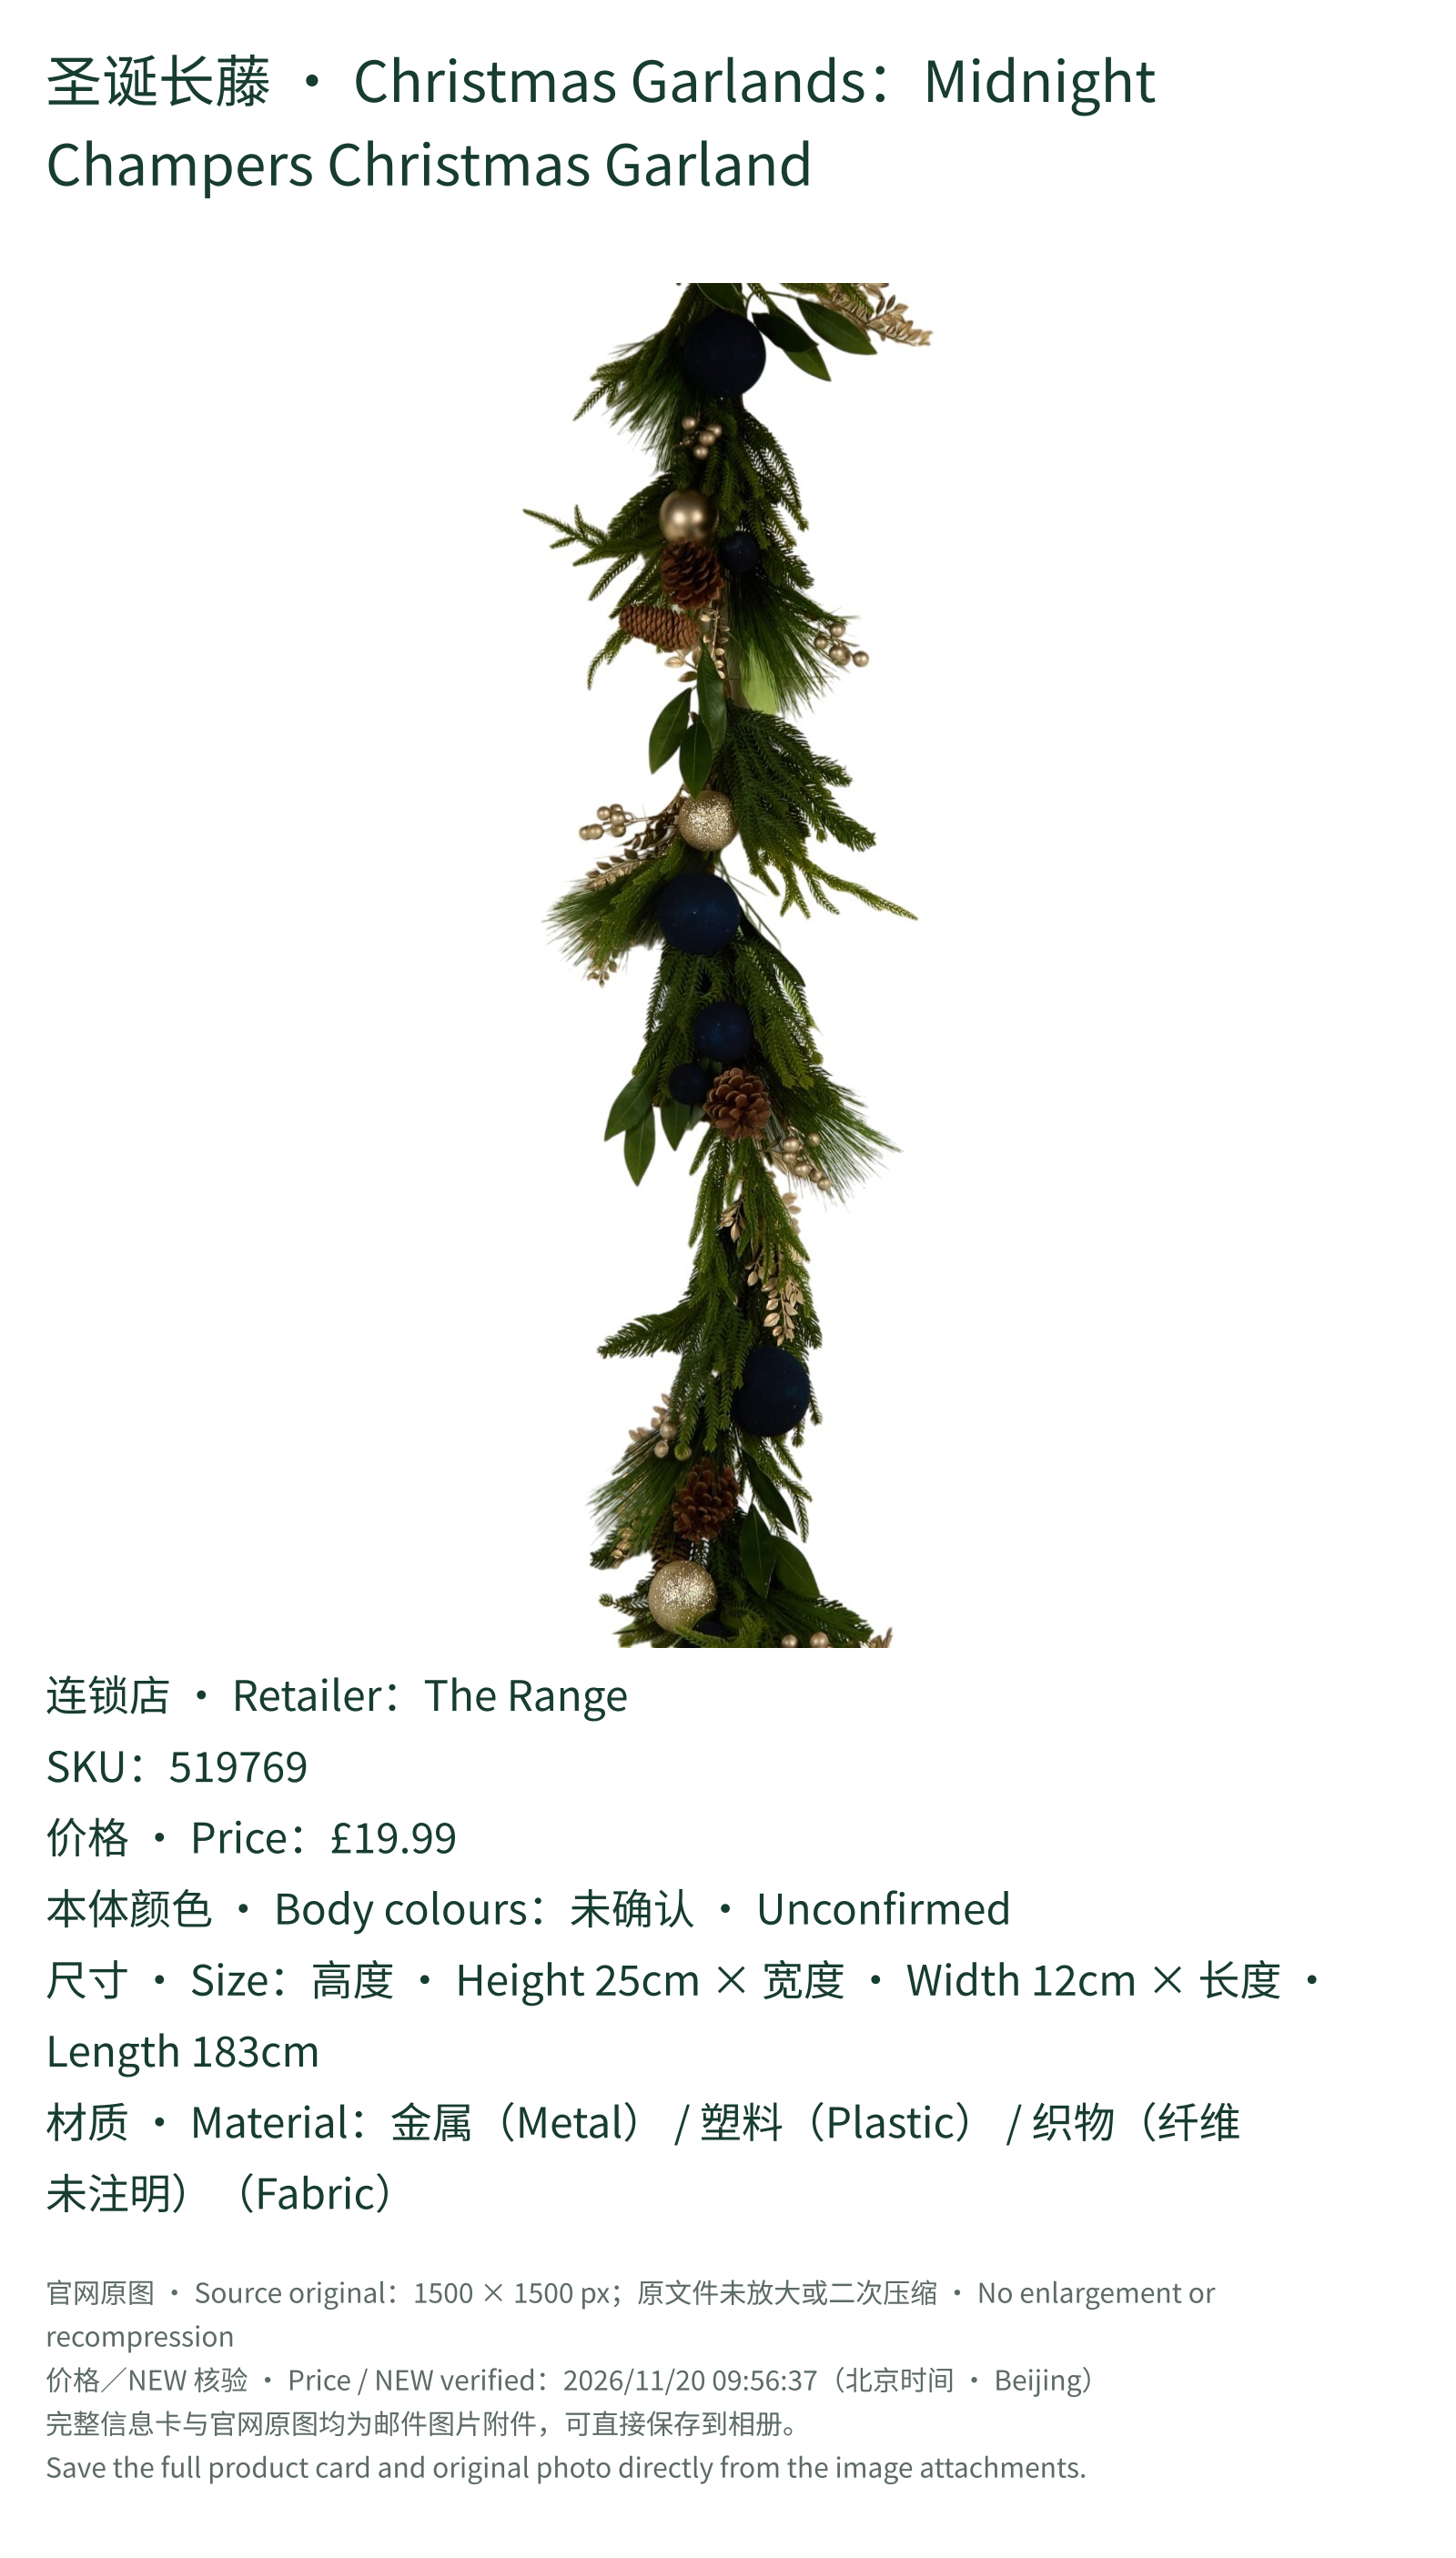 圣诞长藤 · Christmas Garlands：Midnight
Champers Christmas Garland
连锁店 · Retailer：The Range
SKU：519769
价格 · Price：£19.99
本体颜色 · Body colours：未确认 · Unconfirmed
尺寸 · Size：高度 · Height 25cm × 宽度 · Width 12cm × 长度 ·
Length 183cm
材质 · Material：金属（Metal） / 塑料（Plastic） / 织物（纤维
未注明）（Fabric）
官网原图 · Source original：1500 × 1500 px；原文件未放大或二次压缩 · No enlargement or
recompression
价格／NEW 核验 · Price / NEW verified：2026/11/20 09:56:37（北京时间 · Beijing）
完整信息卡与官网原图均为邮件图片附件，可直接保存到相册。
Save the full product card and original photo directly from the image attachments.